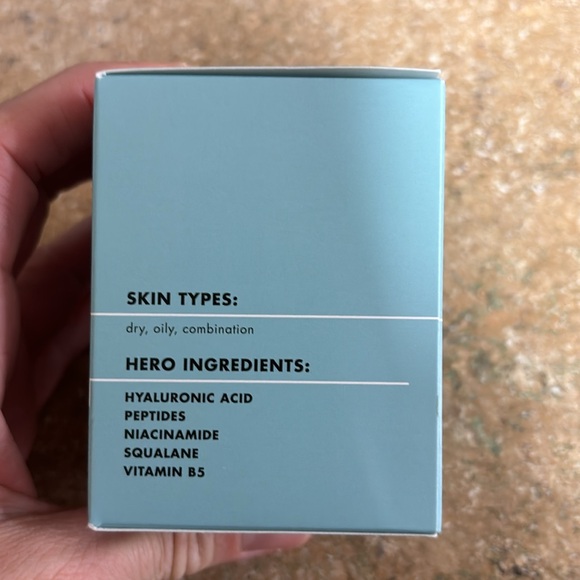 SKIN TYPES:
dry, oily, combination
HERO INGREDIENTS:
HYALURONIC ACID
PEPTIDES
NIACINAMIDE
SQUALANE
VITAMIN B5